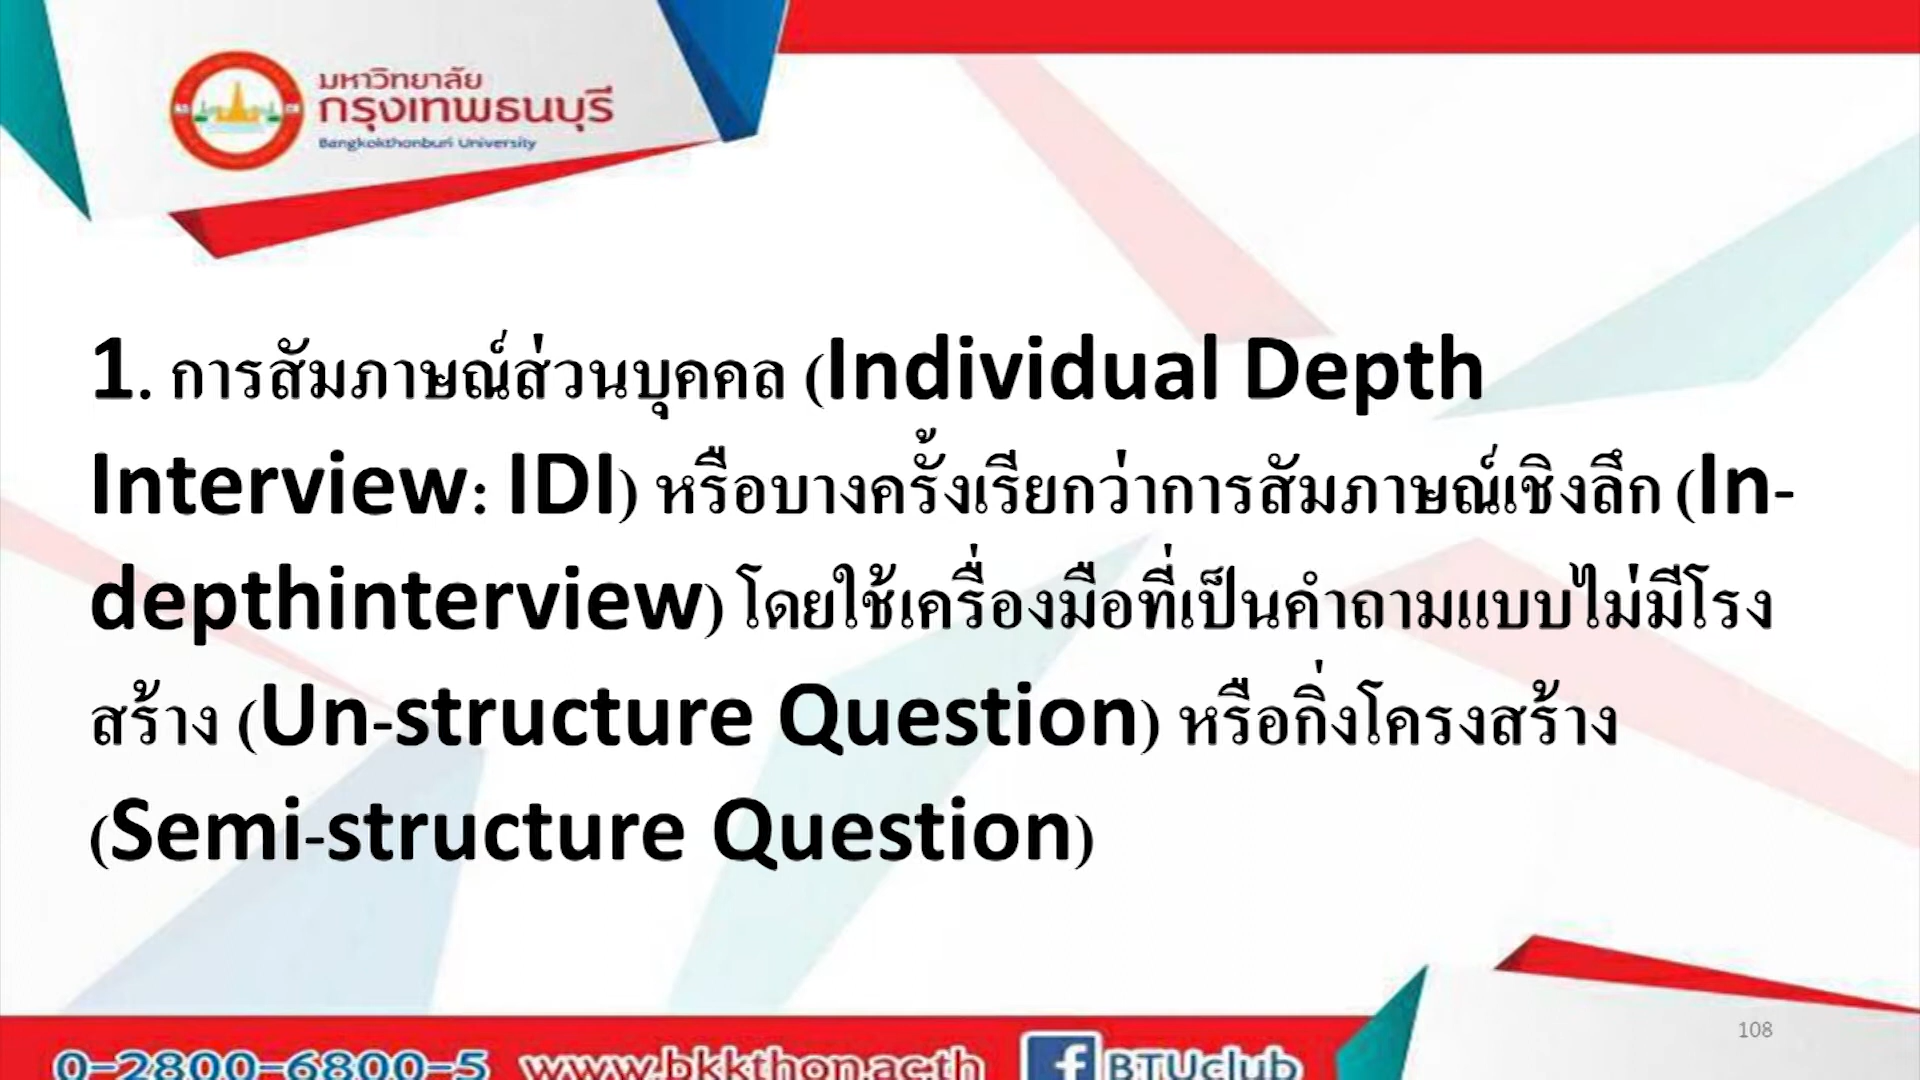 มหาวิทยาลัย
กรุงเทพธนบุรี
Bangkokthonburi University
1. การสัมภาษณ์ส่วนบุคคล (Individual Depth
Interview: IDI) หรือบางครั้งเรียกว่าการสัมภาษณ์เชิงลึก (In-
depthinterview) โดยใช้เครื่องมือที่เป็นคำถามแบบไม่มีโรง
สร้าง (Un-structure Question) หรือกิ่งโครงสร้าง
(Semi-structure Question)
108
0-2800-6800-5 www.bkkthon.ac.th f BTUclub